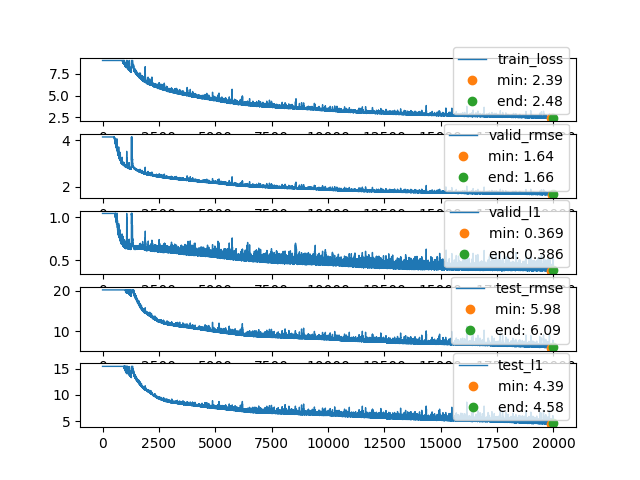 7.5
5.0
2.5
train_loss
min: 2.39
end: 2.48
4
2
valid_rmse
min: 1.64
end: 1.66
1.0
0.5
valid_l1
min: 0.369
end: 0.386
20
10
test_rmse
min: 5.98
end: 6.09
15
10
5
test_l1
min: 4.39
end: 4.58
0 2500 5000 7500 10000 12500 15000 17500 20000